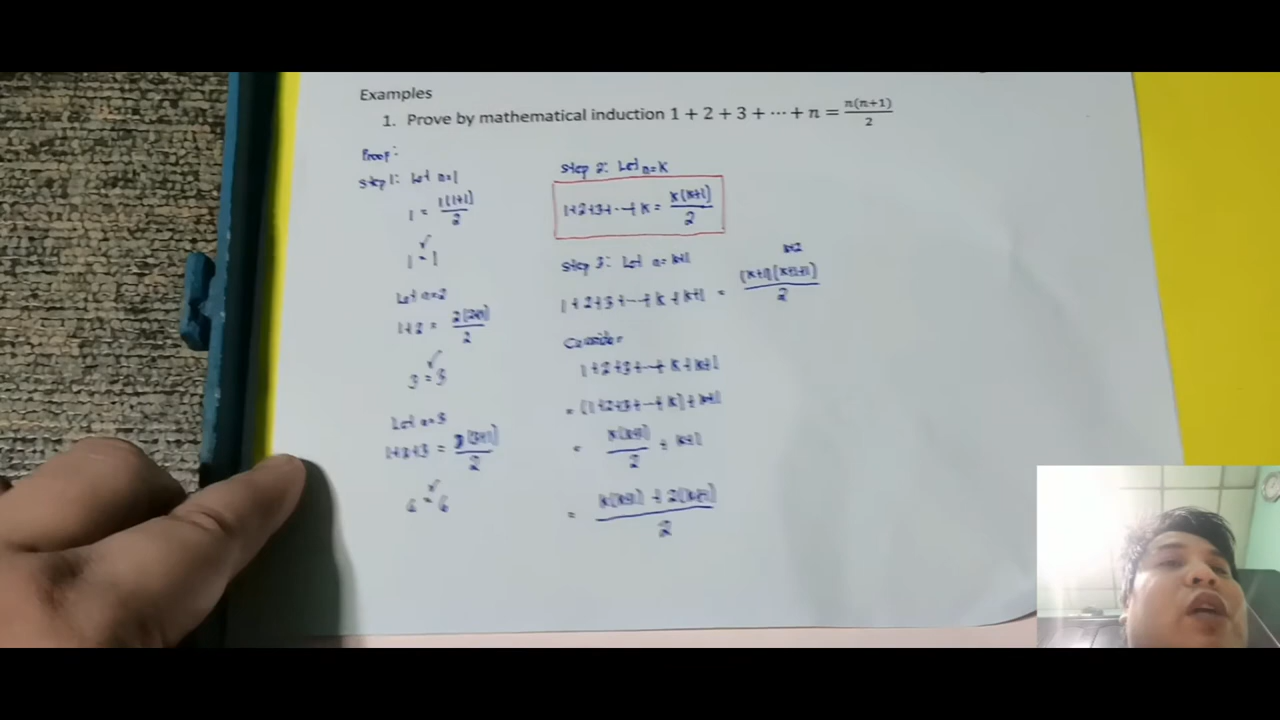 Examples
1. Prove by mathematical induction 1 + 2 + 3 + ⋯ + n = n(n+1)/2
Proof:
Step 1: Let n=1
1 = 1(1+1)/2
✓
1 = 1
Let n=2
1+2 = 2(2+1)/2
✓
3 = 3
Let n=3
1+2+3 = 3(3+1)/2
✓
6 = 6
Step 2: Let n=k
1+2+3+...+k = k(k+1)/2
Step 3: Let n=k+1
k+2
1+2+3+...+k+k+1 = (k+1)(k+1+1)/2
Consider
1+2+3+...+k+k+1
= (1+2+3+...+k)+k+1
= k(k+1)/2 + k+1
= k(k+1) + 2(k+1)/2